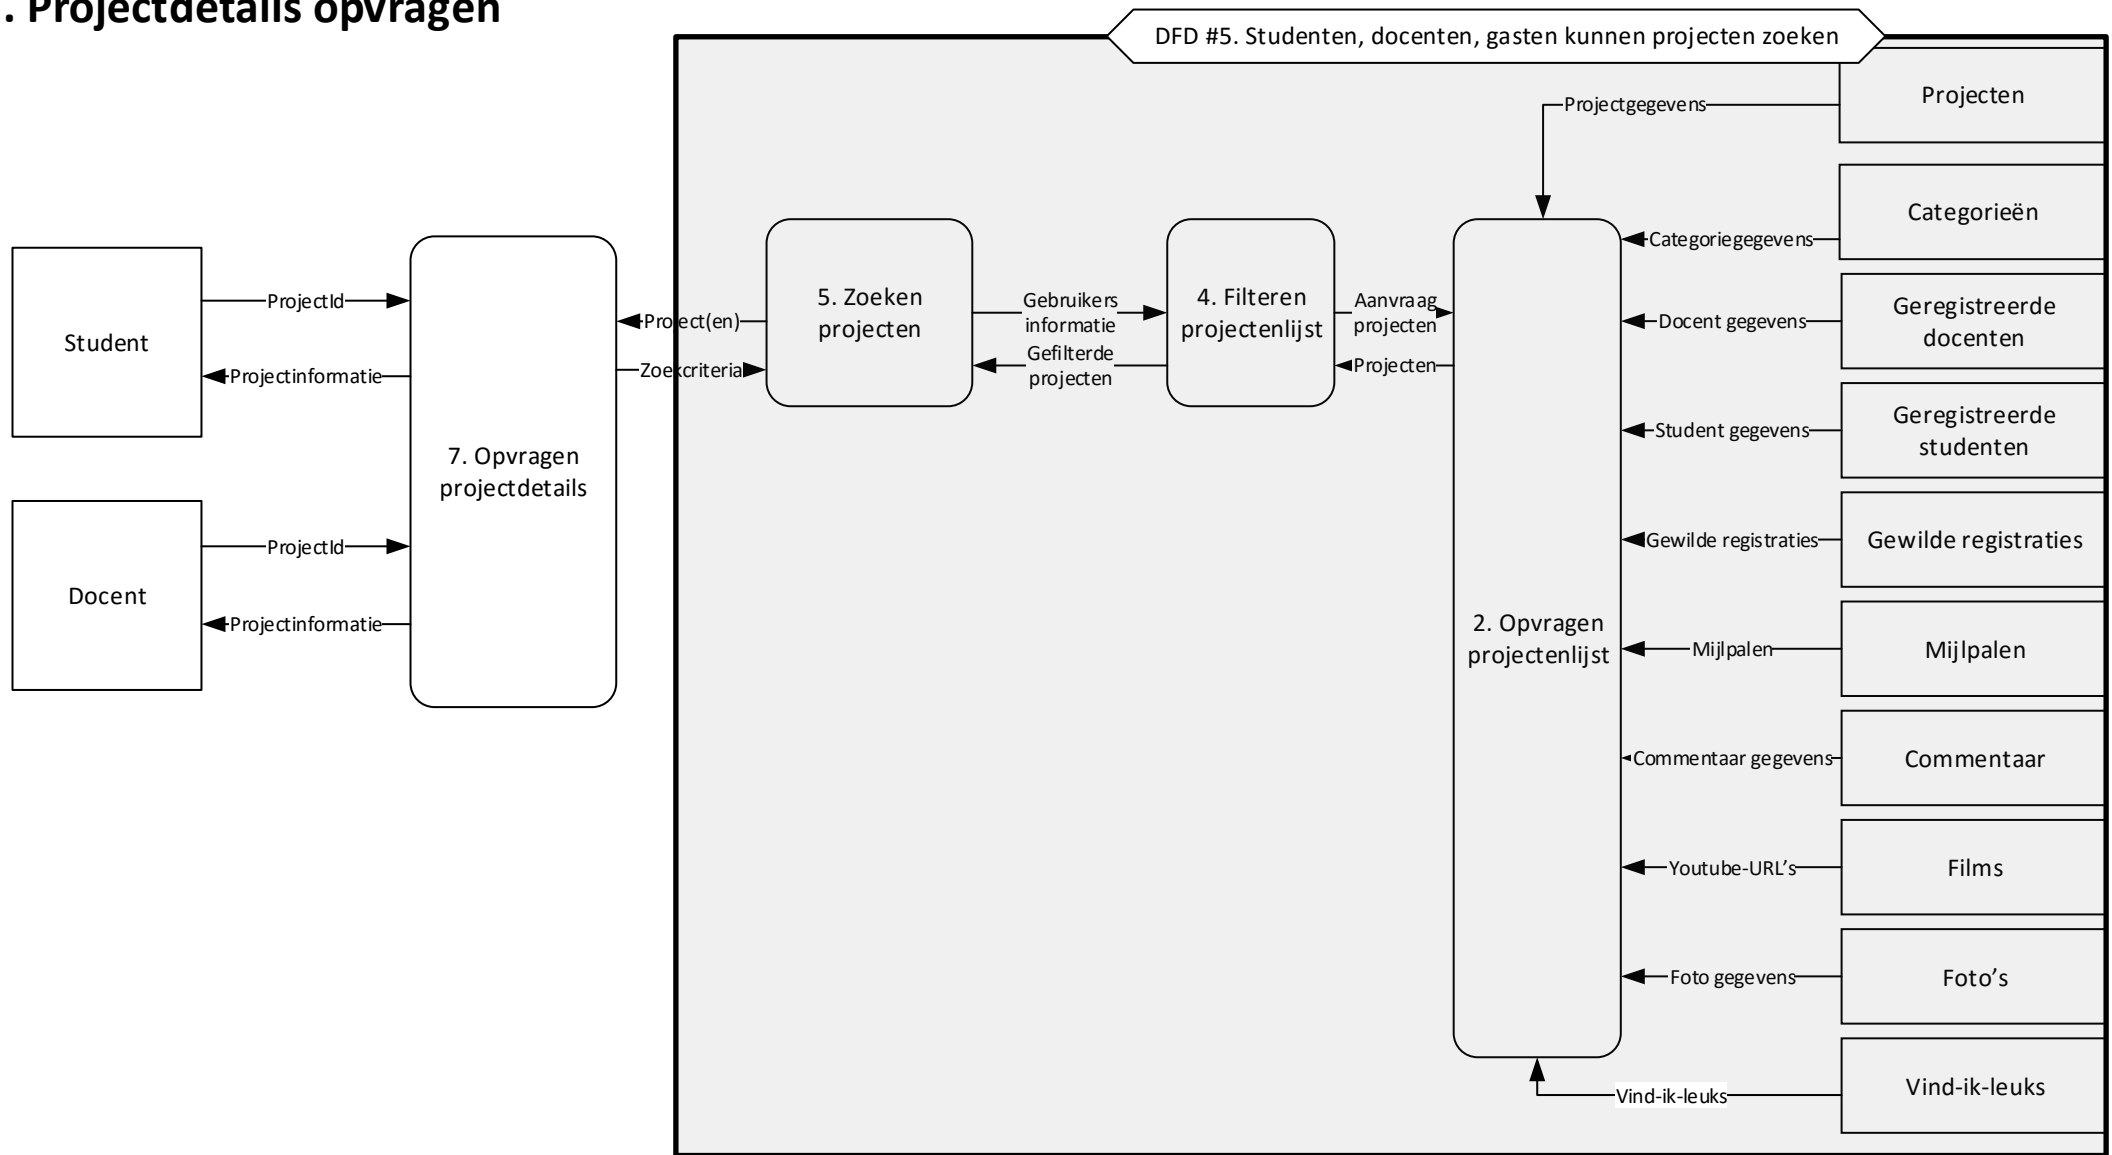 . Projectdetails opvragen
DFD #5. Studenten, docenten, gasten kunnen projecten zoeken
Projecten
Projectgegevens
Categorieën
Categoriegegevens
Student
ProjectId
Projectinformatie
Docent
ProjectId
Projectinformatie
7. Opvragen
projectdetails
Project(en)
Zoekcriteria
5. Zoeken
projecten
Gebruikers
informatie
Gefilterde
projecten
4. Filteren
projectenlijst
Aanvraag
projecten
Projecten
2. Opvragen
projectenlijst
Docent gegevens
Geregistreerde
docenten
Student gegevens
Geregistreerde
studenten
Gewilde registraties
Gewilde registraties
Mijlpalen
Mijlpalen
Commentaar gegevens
Commentaar
Youtube-URL’s
Films
Foto gegevens
Foto’s
Vind-ik-leuks
Vind-ik-leuks